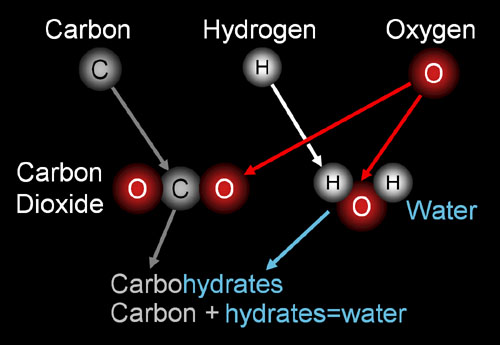 Carbon
Hydrogen
Oxygen
C
H
O
Carbon
Dioxide
O C O
H O H
Water
Carbohydrates
Carbon + hydrates=water